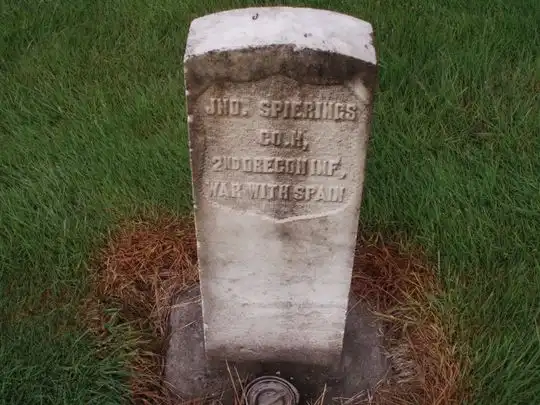 JNO. SPIERINGS
CO. H,
2ND OREGON INF,
WAR WITH SPAIN